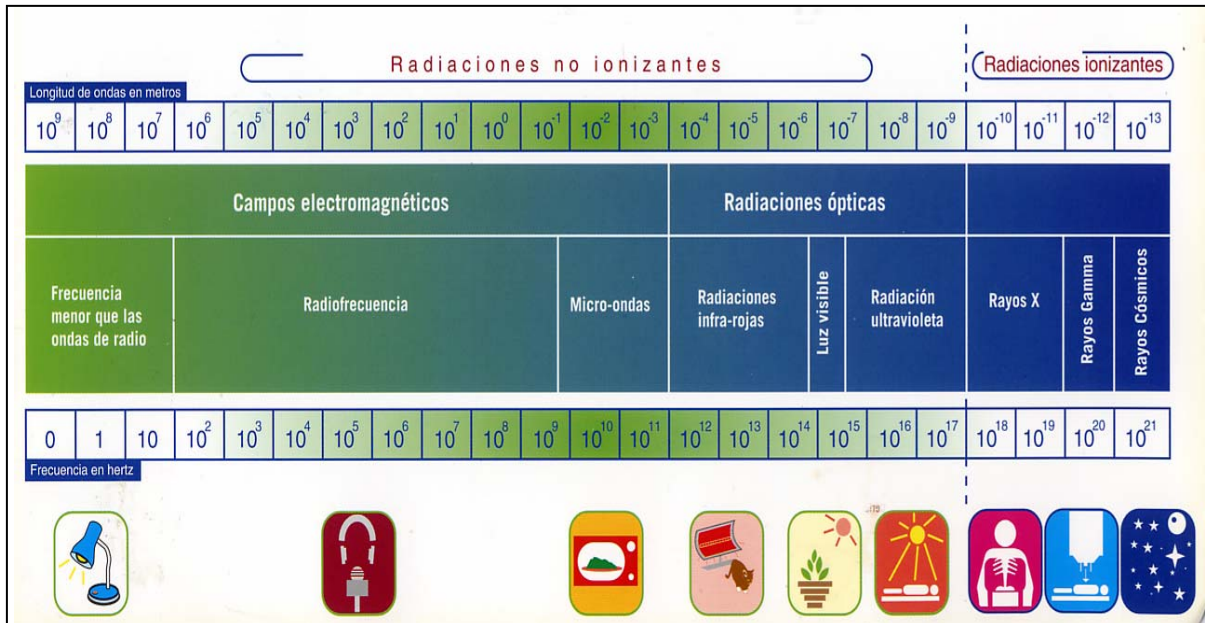 Radiaciones no ionizantes
Radiaciones ionizantes
Longitud de ondas en metros
10⁹ 10⁸ 10⁷ 10⁶ 10⁵ 10⁴ 10³ 10² 10¹ 10⁰ 10⁻¹ 10⁻² 10⁻³ 10⁻⁴ 10⁻⁵ 10⁻⁶ 10⁻⁷ 10⁻⁸ 10⁻⁹ 10⁻¹⁰ 10⁻¹¹ 10⁻¹² 10⁻¹³
Campos electromagnéticos
Radiaciones ópticas
Frecuencia
menor que las
ondas de radio
Radiofrecuencia
Micro-ondas
Radiaciones
infra-rojas
Luz visible
Radiación
ultravioleta
Rayos X
Rayos Gamma
Rayos Cósmicos
0 1 10 10² 10³ 10⁴ 10⁵ 10⁶ 10⁷ 10⁸ 10⁹ 10¹⁰ 10¹¹ 10¹² 10¹³ 10¹⁴ 10¹⁵ 10¹⁶ 10¹⁷ 10¹⁸ 10¹⁹ 10²⁰ 10²¹
Frecuencia en hertz